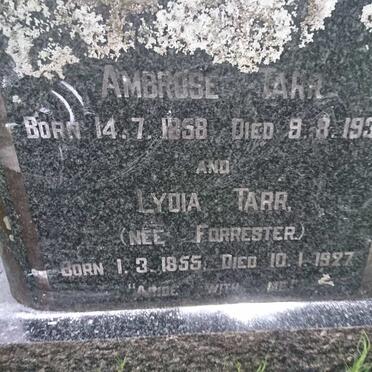 AMBROSE TARR
BORN 14.7.1858. DIED 9.8.193
AND
LYDIA TARR,
(NÉE FORRESTER.)
BORN 1.3.1855. DIED 10.1.1927
"ABIDE WITH ME"